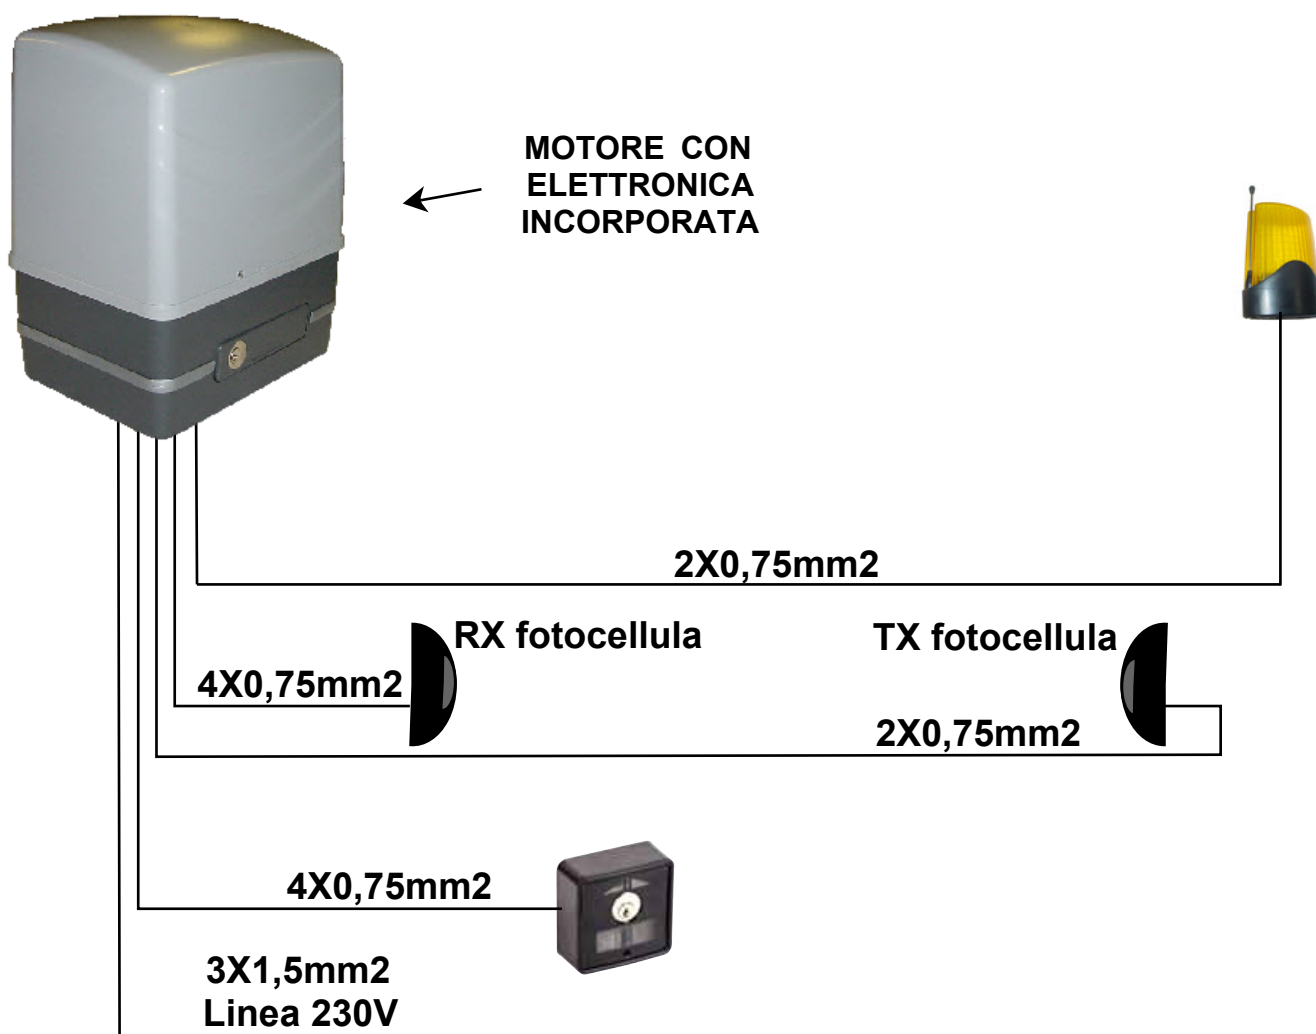 MOTORE CON
ELETTRONICA
INCORPORATA
2X0,75mm2
RX fotocellula
TX fotocellula
4X0,75mm2
2X0,75mm2
4X0,75mm2
3X1,5mm2
Linea 230V